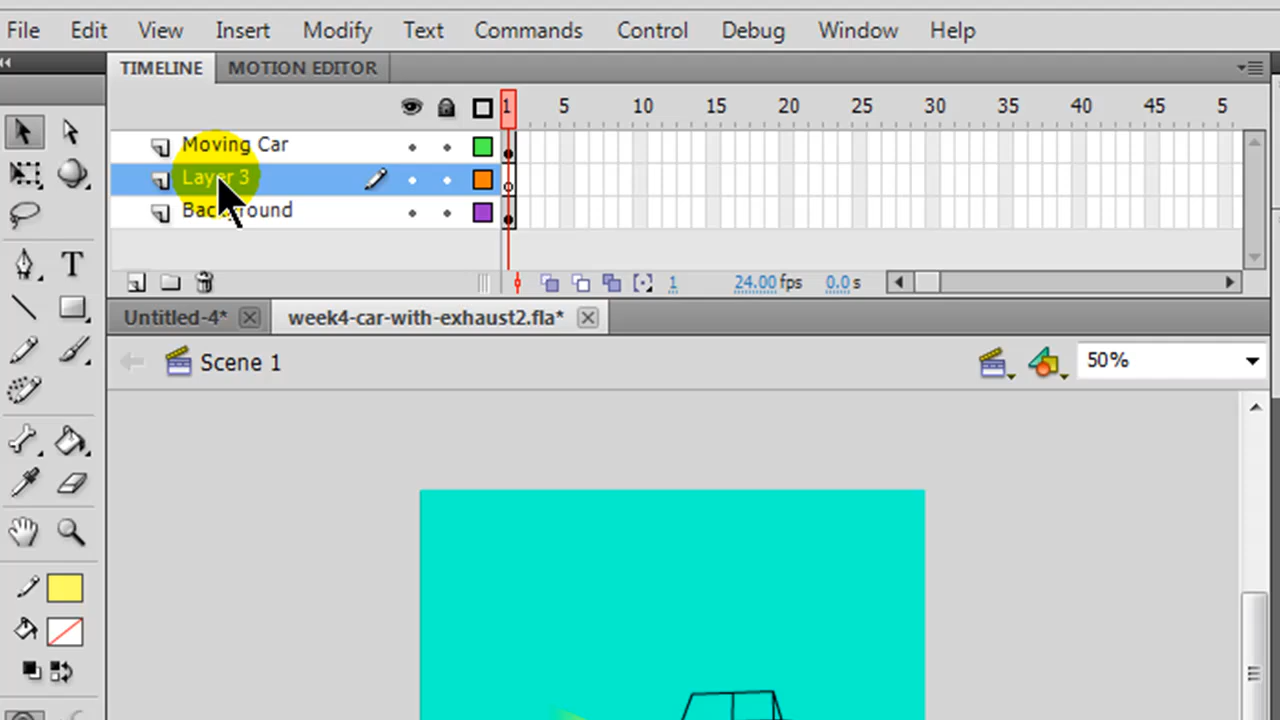 File Edit View Insert Modify Text Commands Control Debug Window Help
TIMELINE MOTION EDITOR
1 5 10 15 20 25 30 35 40 45 5
Moving Car
Layer 3
Background
1 24.00 fps 0.0 s
Untitled-4* week4-car-with-exhaust2.fla*
Scene 1 50%
T